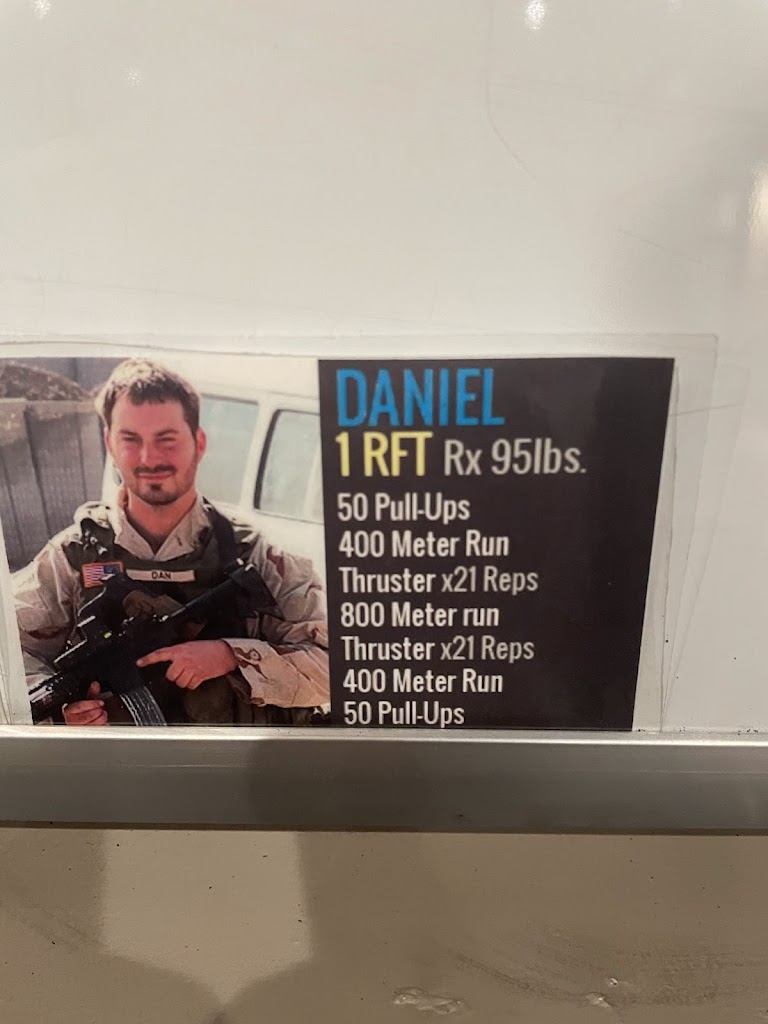 DANIEL
1 RFT Rx 95lbs.
50 Pull-Ups
400 Meter Run
Thruster x21 Reps
800 Meter run
Thruster x21 Reps
400 Meter Run
50 Pull-Ups
DAN